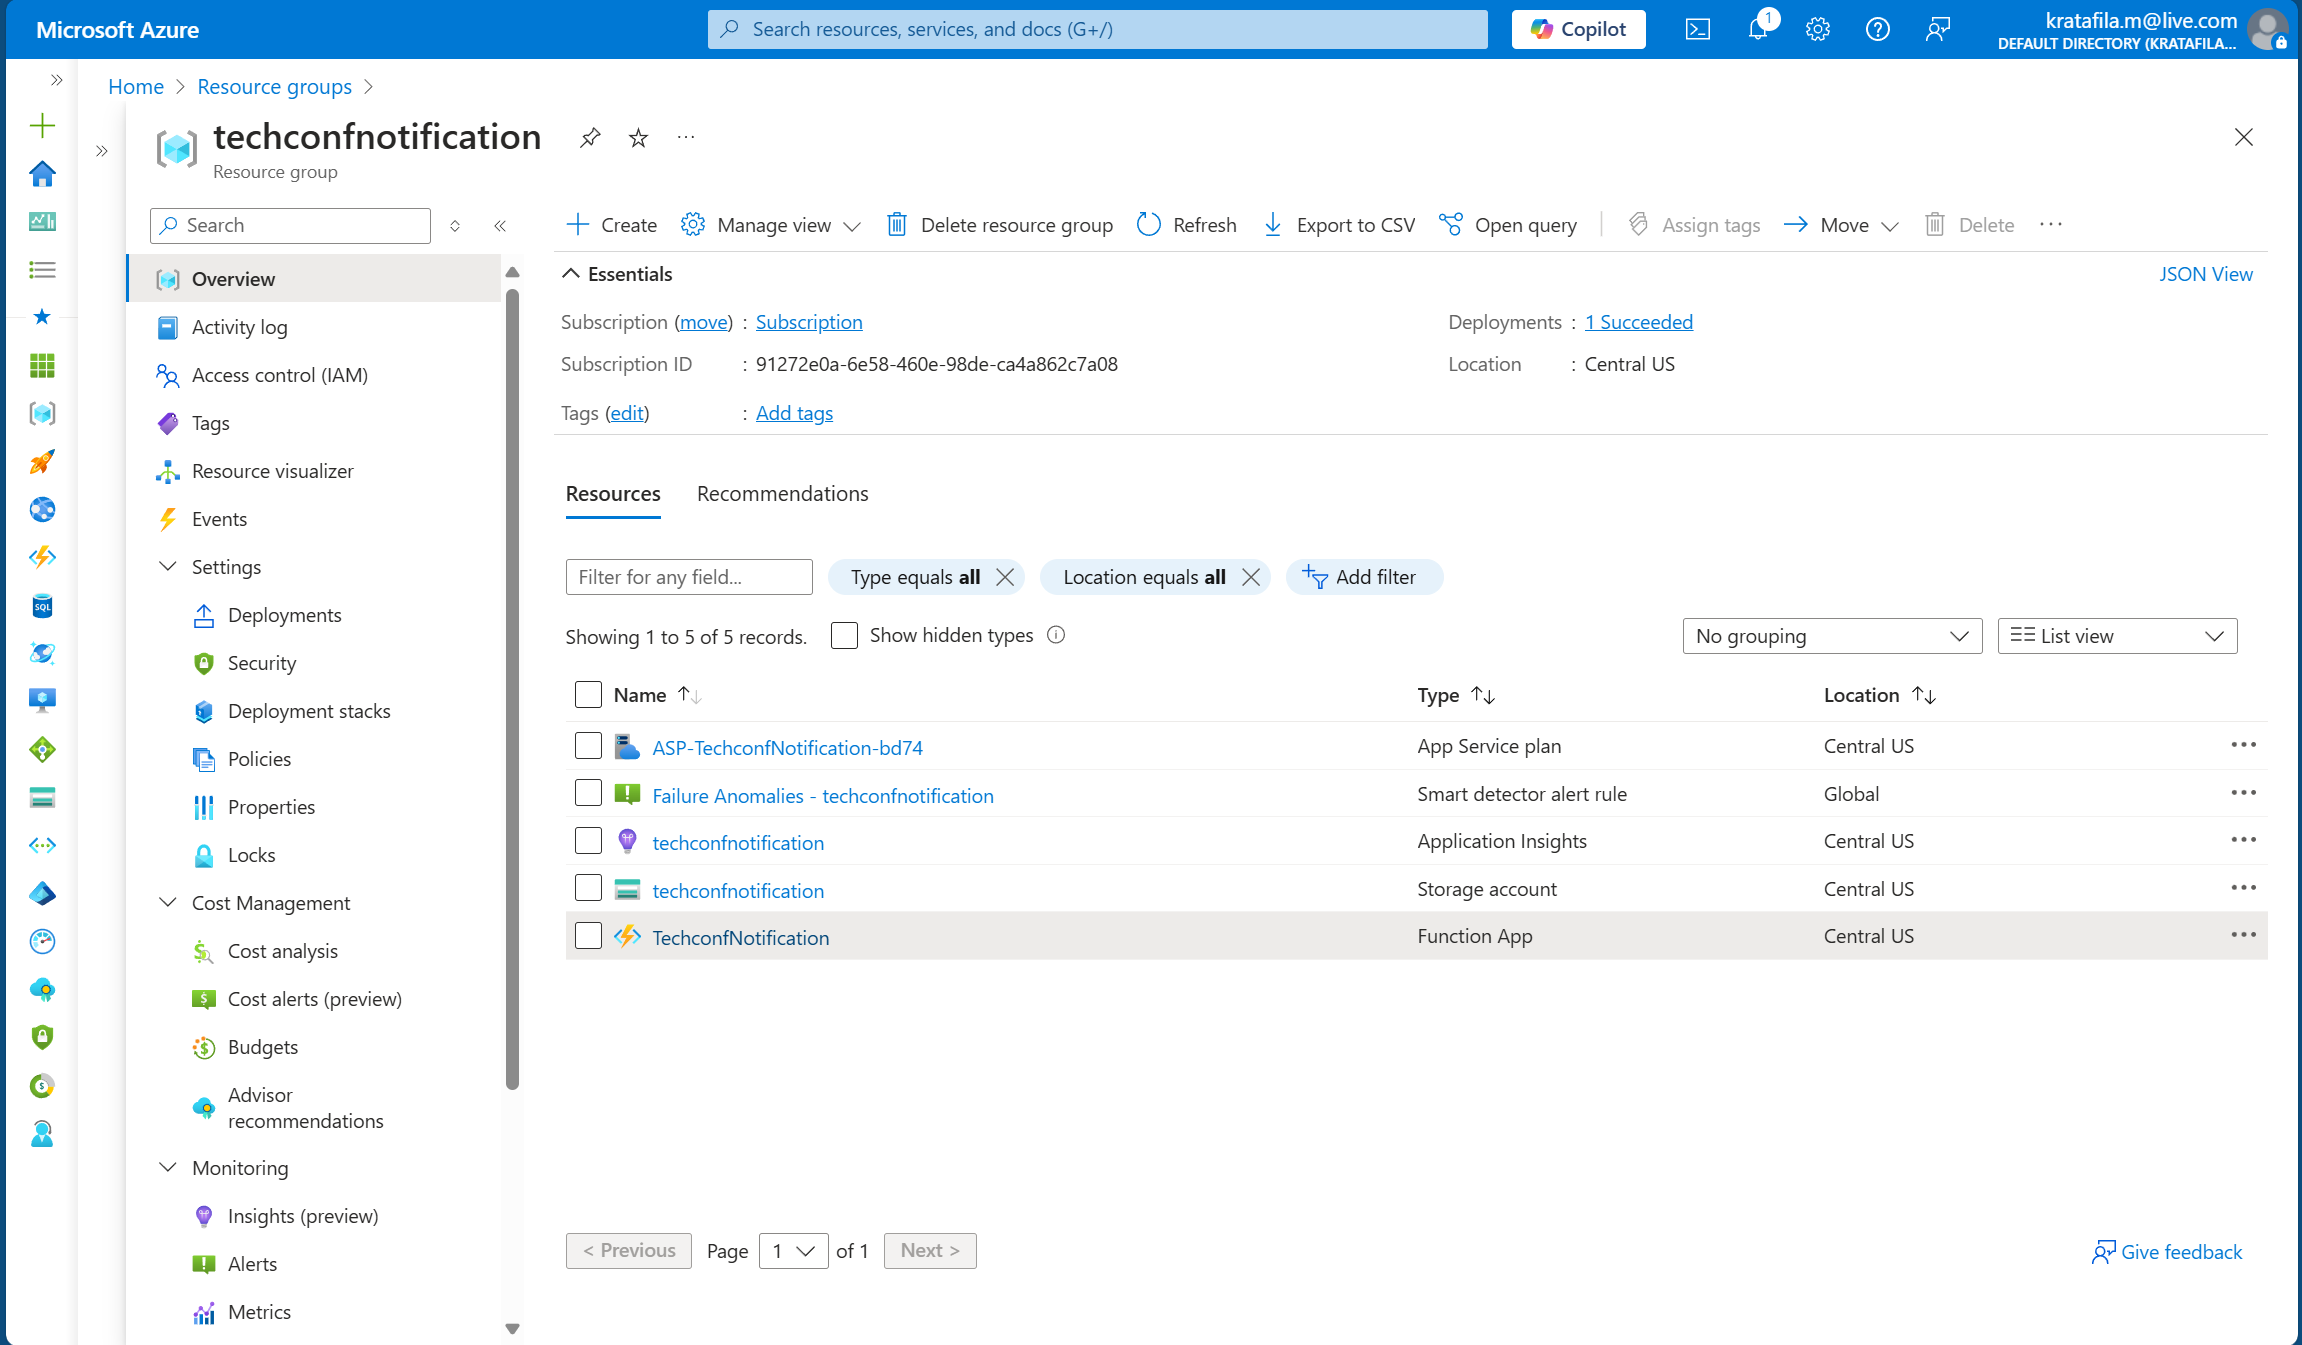 Microsoft Azure
Search resources, services, and docs (G+/)
Copilot
1
kratafila.m@live.com
DEFAULT DIRECTORY (KRATAFILA...
Home > Resource groups >
techconfnotification
Resource group
Search
Overview
Activity log
Access control (IAM)
Tags
Resource visualizer
Events
Settings
Deployments
Security
Deployment stacks
Policies
Properties
Locks
Cost Management
Cost analysis
Cost alerts (preview)
Budgets
Advisor
recommendations
Monitoring
Insights (preview)
Alerts
Metrics
Create
Manage view
Delete resource group
Refresh
Export to CSV
Open query
Assign tags
Move
Delete
Essentials
JSON View
Subscription (move) : Subscription
Subscription ID : 91272e0a-6e58-460e-98de-ca4a862c7a08
Tags (edit) : Add tags
Deployments : 1 Succeeded
Location : Central US
Resources
Recommendations
Filter for any field...
Type equals all
Location equals all
Add filter
Showing 1 to 5 of 5 records.
Show hidden types
No grouping
List view
Name Type Location
ASP-TechconfNotification-bd74 App Service plan Central US
Failure Anomalies - techconfnotification Smart detector alert rule Global
techconfnotification Application Insights Central US
techconfnotification Storage account Central US
TechconfNotification Function App Central US
< Previous Page 1 of 1 Next >
Give feedback